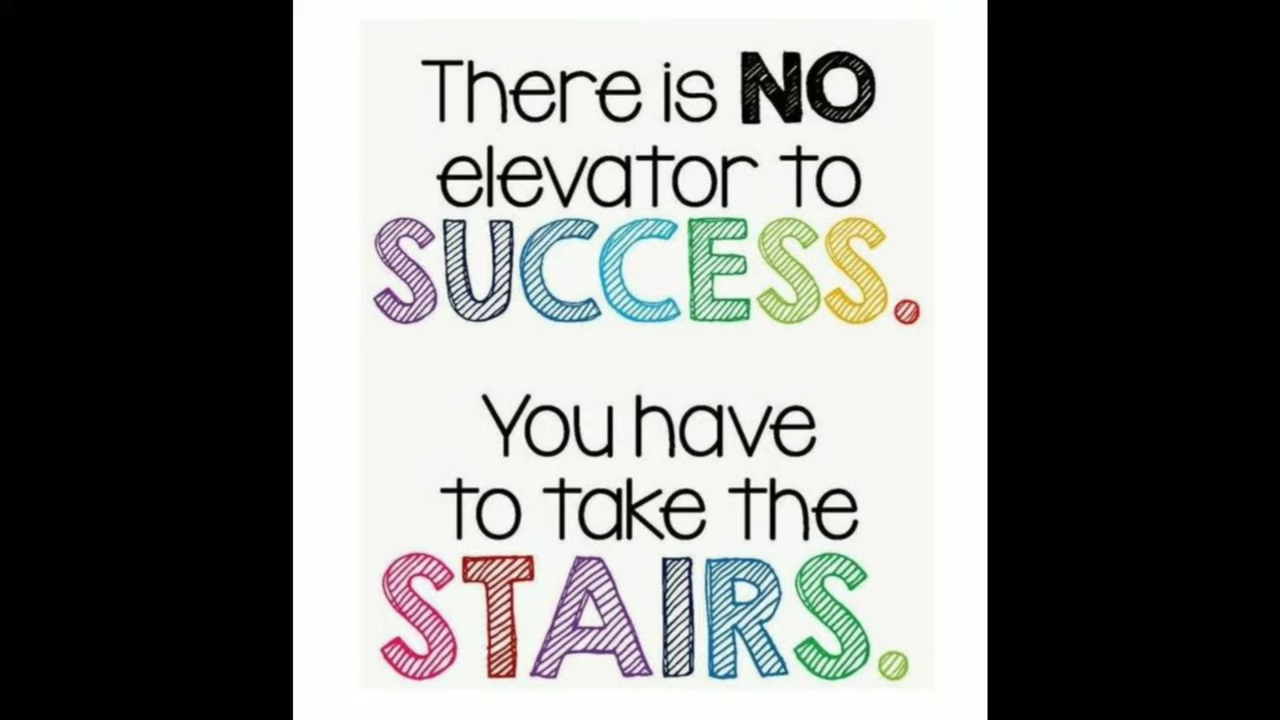 There is NO
elevator to
SUCCESS.
You have
to take the
STAIRS.